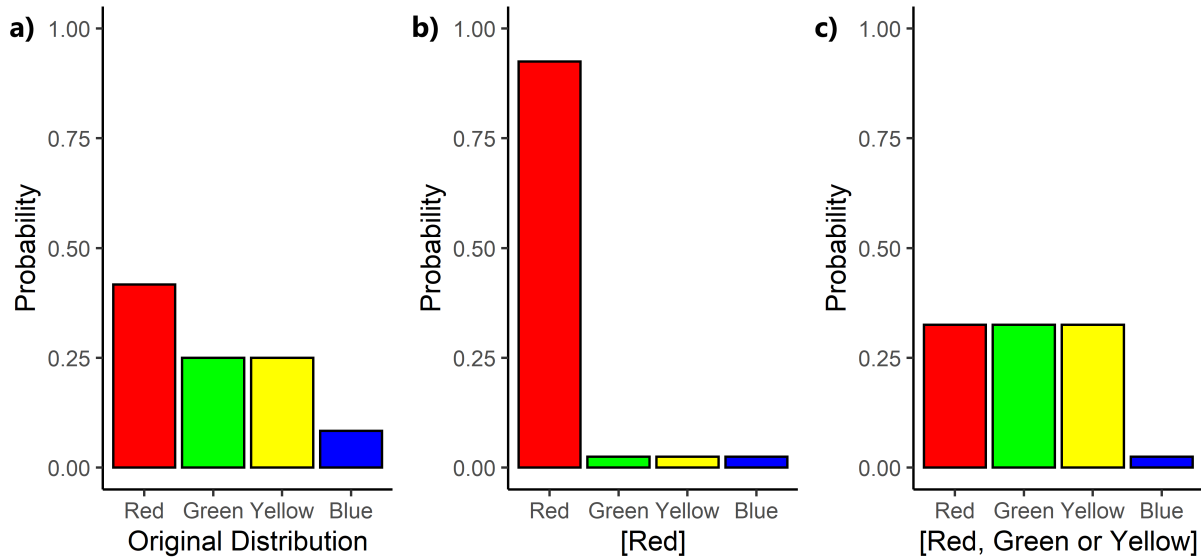 a)
Probability
1.00
0.75
0.50
0.25
0.00
Red Green Yellow Blue
Original Distribution
b)
Probability
1.00
0.75
0.50
0.25
0.00
Red Green Yellow Blue
[Red]
c)
Probability
1.00
0.75
0.50
0.25
0.00
Red Green Yellow Blue
[Red, Green or Yellow]